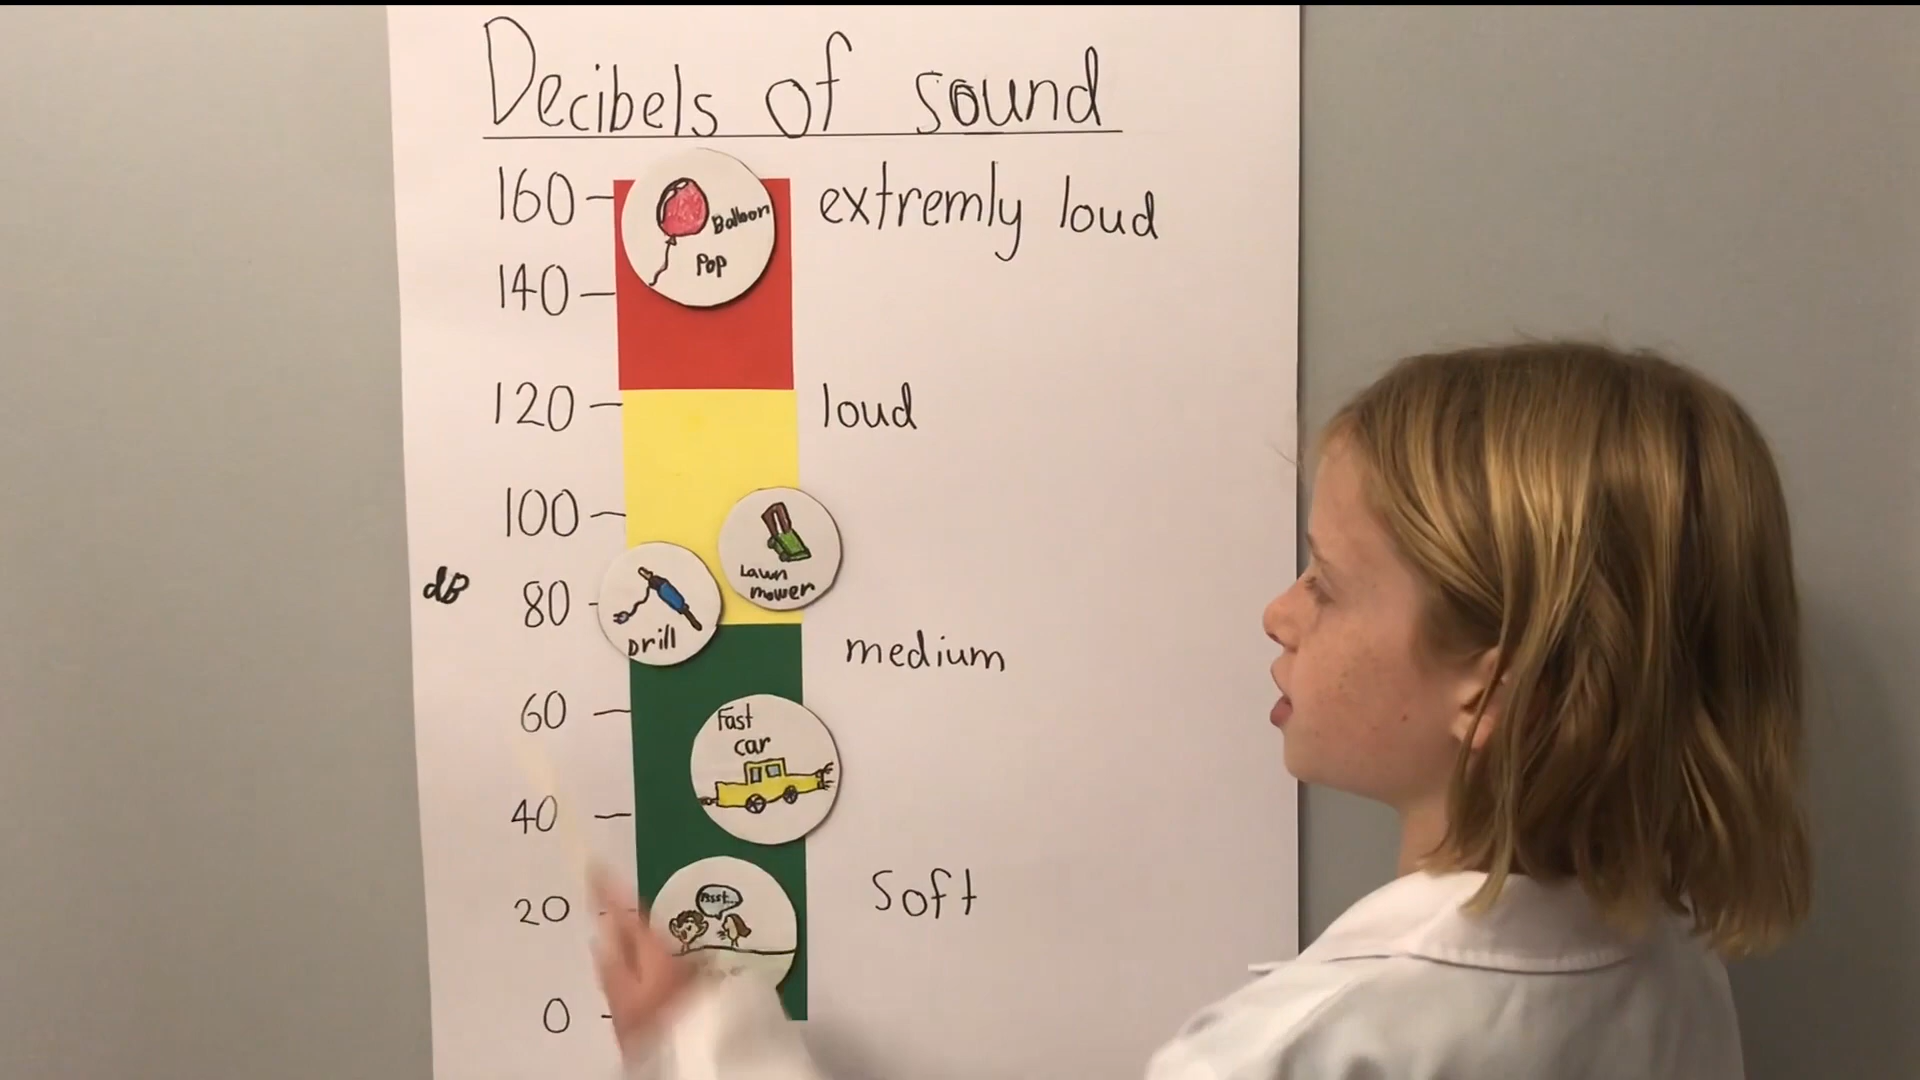 Decibels of sound
160 extremly loud
Balloon
Pop
140
120 loud
100
Lawn
mower
dB
80
Drill
medium
60
Fast
car
40
Psst...
20 Soft
0